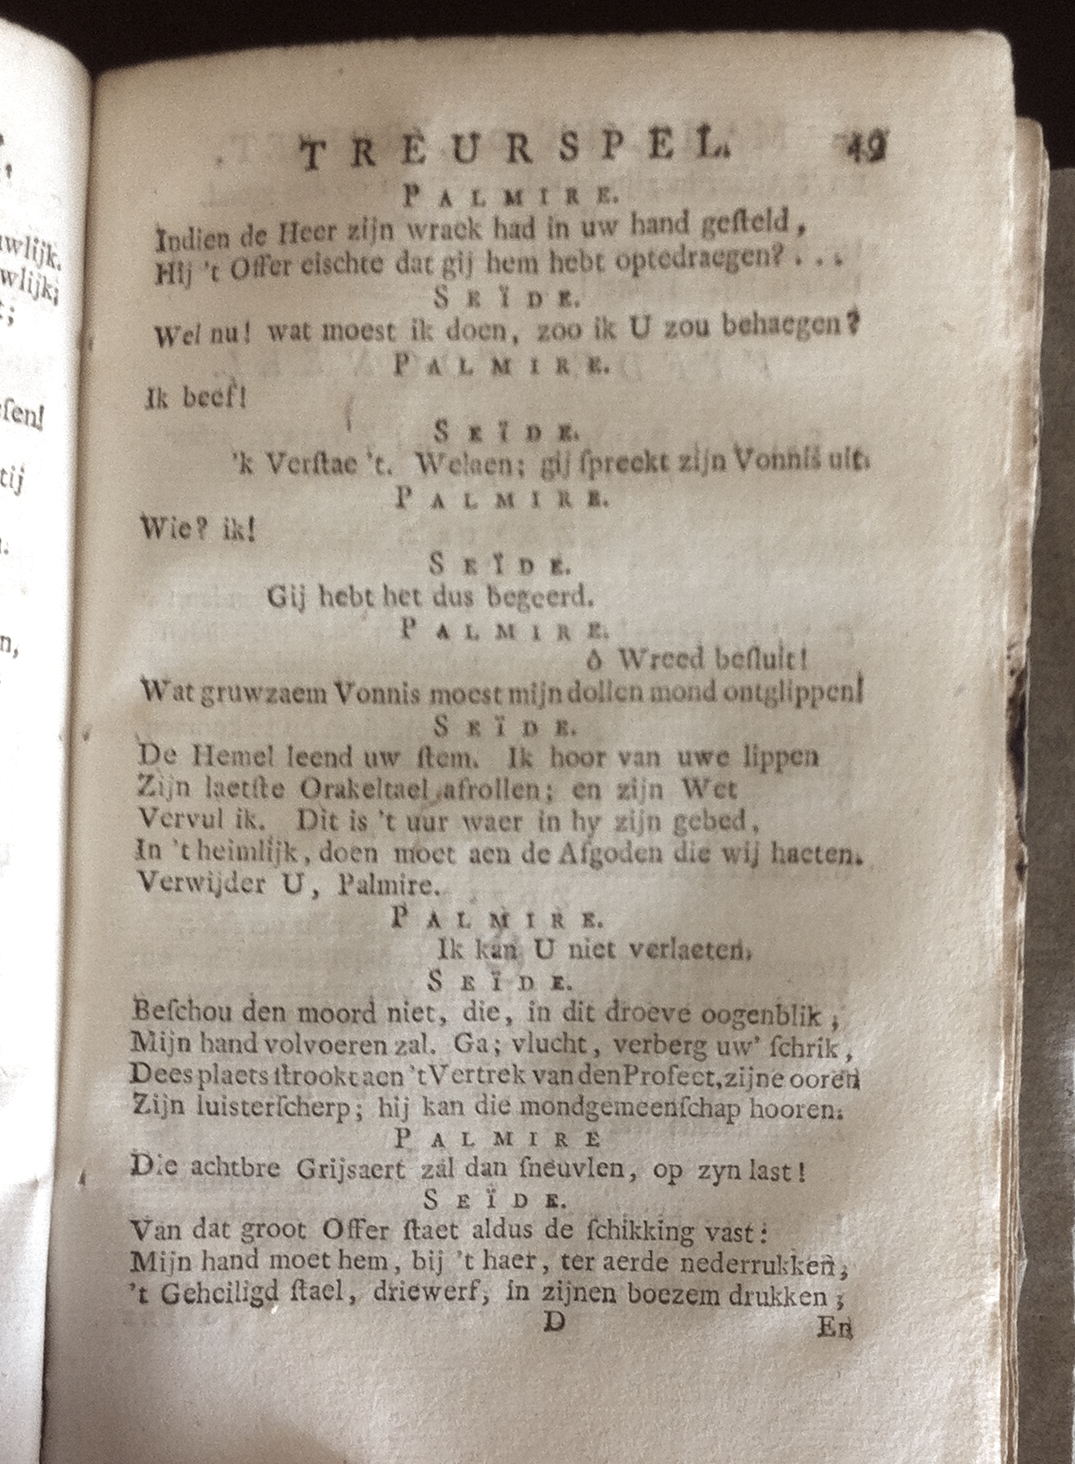 TREURSPEL. 49
PALMIRE.
Indien de Heer zijn wraek had in uw hand geſteld,
Hij 't Offer eischte dat gij hem hebt optedraegen? . . .
SEÏDE.
Wel nu! wat moest ik doen, zoo ik U zou behaegen?
PALMIRE.
Ik beef!
SEÏDE.
'k Verſtae 't. Welaen; gij ſpreekt zijn Vonnis uit.
PALMIRE.
Wie? ik!
SEÏDE.
Gij hebt het dus begeerd.
PALMIRE.
ô Wreed beſluit!
Wat gruwzaem Vonnis moest mijn dollen mond ontglippen!
SEÏDE.
De Hemel leend uw ſtem. Ik hoor van uwe lippen
Zijn laetſte Orakeltael afrollen; en zijn Wet
Vervul ik. Dit is 't uur waer in hy zijn gebed,
In 't heimlijk, doen moet aen de Afgoden die wij haeten.
Verwijder U, Palmire.
PALMIRE.
Ik kan U niet verlaeten.
SEÏDE.
Beſchou den moord niet, die, in dit droeve oogenblik,
Mijn hand volvoeren zal. Ga; vlucht, verberg uw' ſchrik,
Dees plaets ſtrookt aen 't Vertrek van den Profeet, zijne ooren
Zijn luisterſcherp; hij kan die mondgemeenſchap hooren.
PALMIRE
Die achtbre Grijsaert zal dan ſneuvlen, op zyn last!
SEÏDE.
Van dat groot Offer ſtaet aldus de ſchikking vast:
Mijn hand moet hem, bij 't haer, ter aerde nederrukken,
't Geheiligd ſtael, driewerf, in zijnen boezem drukken;
D En